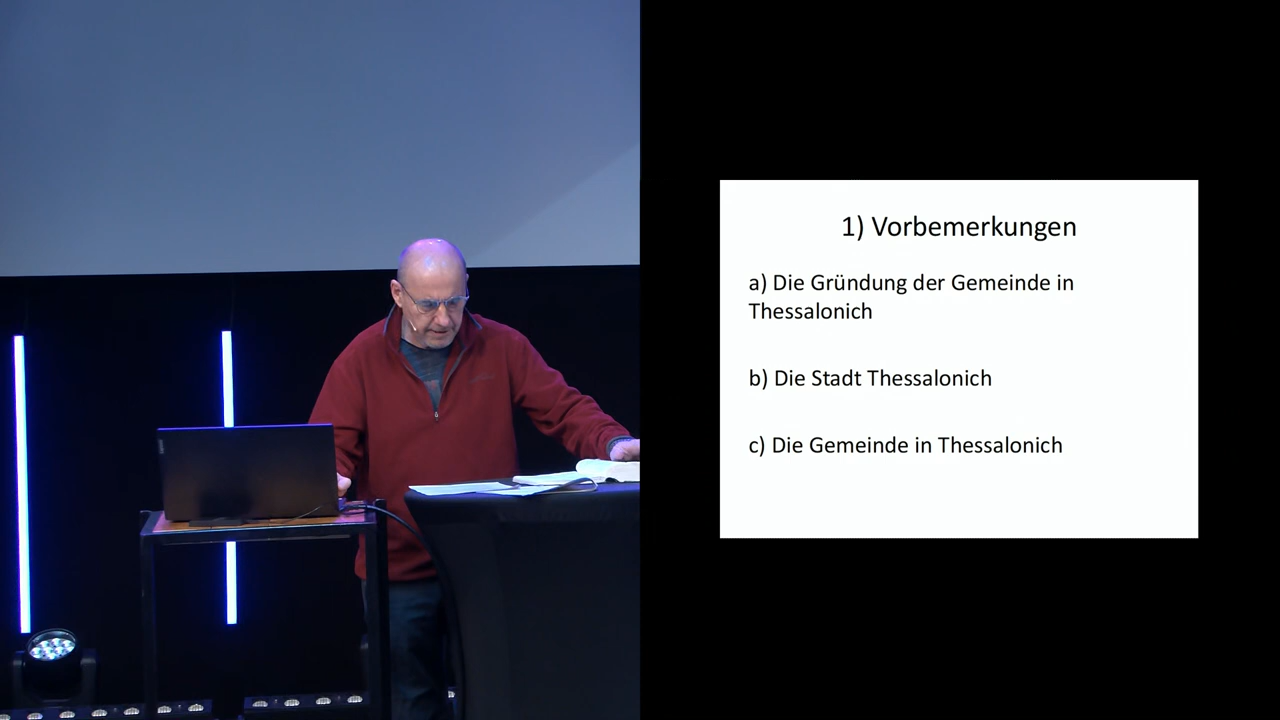 1) Vorbemerkungen
a) Die Gründung der Gemeinde in
Thessalonich
b) Die Stadt Thessalonich
c) Die Gemeinde in Thessalonich